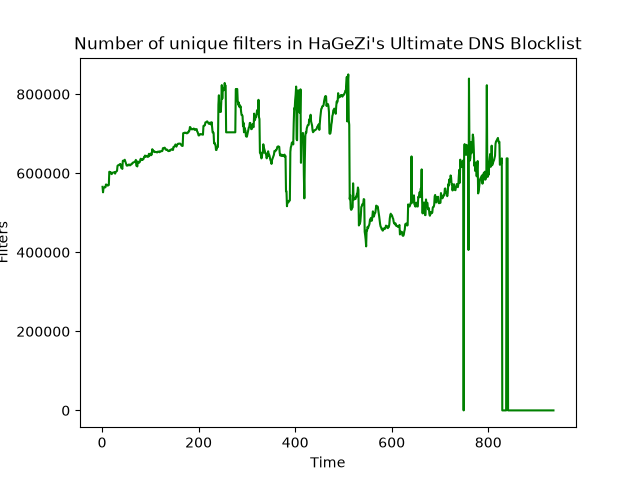 Number of unique filters in HaGeZi's Ultimate DNS Blocklist
800000
600000
400000
200000
0
Filters
0 200 400 600 800
Time